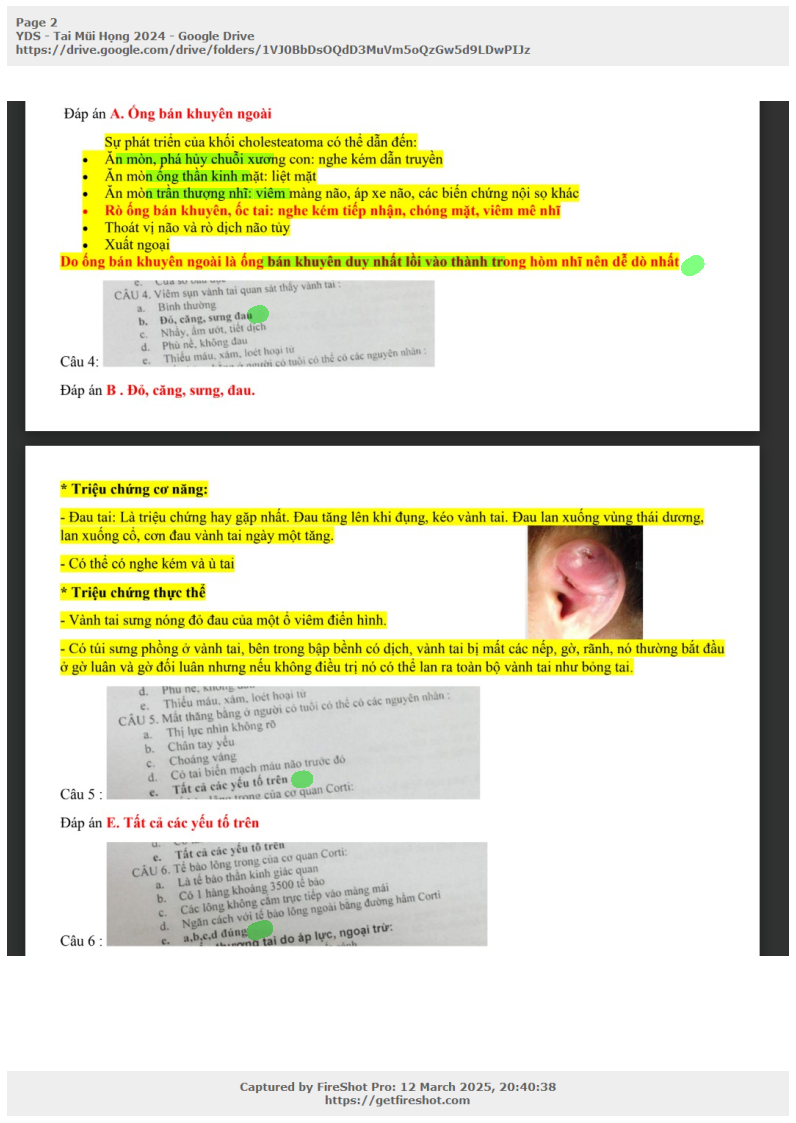 Page 2
YDS - Tai Mũi Họng 2024 - Google Drive
https://drive.google.com/drive/folders/1VJ0BbDsOQdD3MuVm5oQzGw5d9LDwPIJz
Đáp án A. Ống bán khuyên ngoài
Sự phát triển của khối cholesteatoma có thể dẫn đến:
• Ăn mòn, phá hủy chuỗi xương con: nghe kém dẫn truyền
• Ăn mòn ống thần kinh mặt: liệt mặt
• Ăn mòn trần thượng nhĩ: viêm màng não, áp xe não, các biến chứng nội sọ khác
• Rò ống bán khuyên, ốc tai: nghe kém tiếp nhận, chóng mặt, viêm mê nhĩ
• Thoát vị não và rò dịch não tủy
• Xuất ngoại
Do ống bán khuyên ngoài là ống bán khuyên duy nhất lồi vào thành trong hòm nhĩ nên dễ dò nhất
CÂU 4. Viêm sụn vành tai quan sát thấy vành tai :
a. Bình thường
b. Đỏ, căng, sưng đau
c. Nhầy, ẩm ướt, tiết dịch
d. Phù nề, không đau
e. Thiếu máu, xám, loét hoại tử
có tuổi có thể có các nguyên nhân :
Câu 4:
Đáp án B . Đỏ, căng, sưng, đau.
* Triệu chứng cơ năng:
- Đau tai: Là triệu chứng hay gặp nhất. Đau tăng lên khi đụng, kéo vành tai. Đau lan xuống vùng thái dương,
lan xuống cổ, cơn đau vành tai ngày một tăng.
- Có thể có nghe kém và ù tai
* Triệu chứng thực thể
- Vành tai sưng nóng đỏ đau của một ổ viêm điển hình.
- Có túi sưng phồng ở vành tai, bên trong bập bềnh có dịch, vành tai bị mất các nếp, gờ, rãnh, nó thường bắt đầu
ở gờ luân và gờ đối luân nhưng nếu không điều trị nó có thể lan ra toàn bộ vành tai như bỏng tai.
d. Phù nề, không
e. Thiếu máu, xám, loét hoại tử
CÂU 5. Mất thăng bằng ở người có tuổi có thể có các nguyên nhân :
a. Thị lực nhìn không rõ
b. Chân tay yếu
c. Choáng váng
d. Có tai biến mạch máu não trước đó
e. Tất cả các yếu tố trên
trong của cơ quan Corti:
Câu 5 :
Đáp án E. Tất cả các yếu tố trên
e. Tất cả các yếu tố trên
CÂU 6. Tế bào lông trong của cơ quan Corti:
a. Là tế bào thần kinh giác quan
b. Có 1 hàng khoảng 3500 tế bào
c. Các lông không cắm trực tiếp vào màng mái
d. Ngăn cách với tế bào lông ngoài bằng đường hầm Corti
e. a,b,c,d đúng
tai do áp lực, ngoại trừ:
Câu 6 :
Captured by FireShot Pro: 12 March 2025, 20:40:38
https://getfireshot.com